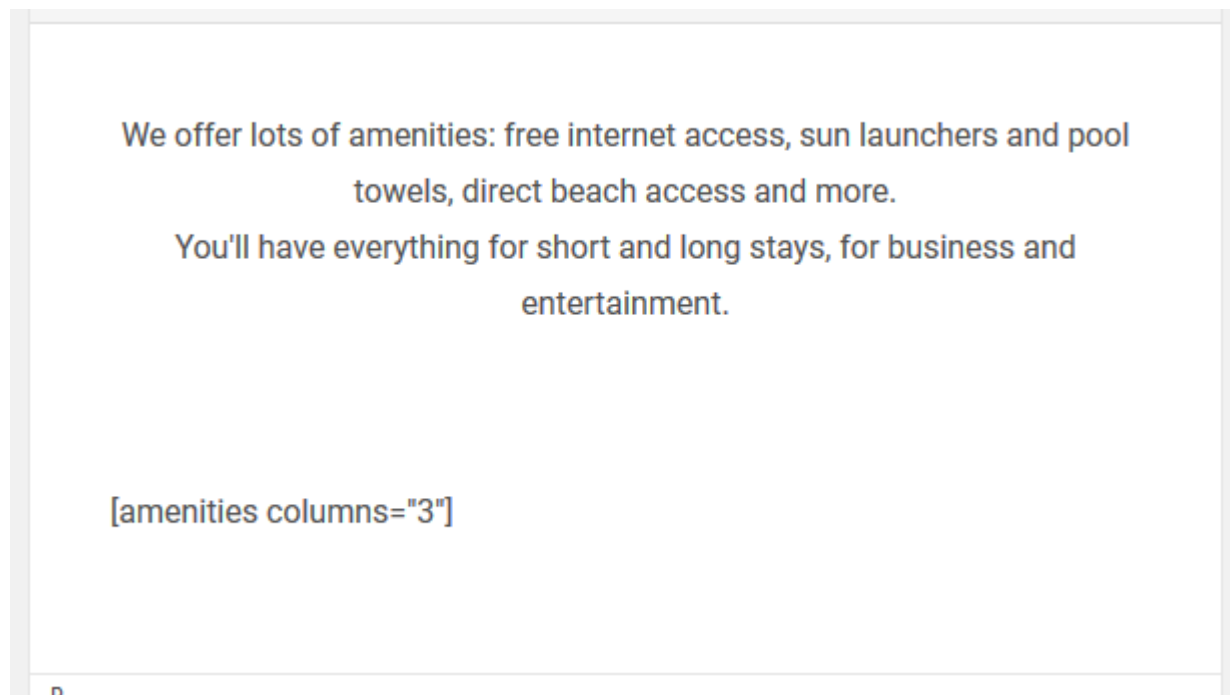 We offer lots of amenities: free internet access, sun launchers and pool
towels, direct beach access and more.
You'll have everything for short and long stays, for business and
entertainment.
[amenities columns="3"]